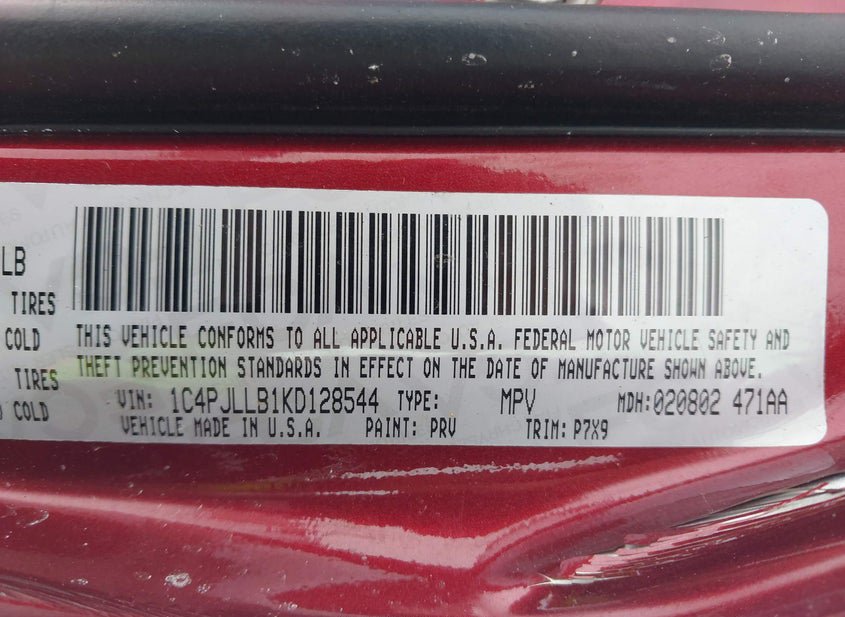 LB
TIRES
COLD
THIS VEHICLE CONFORMS TO ALL APPLICABLE U.S.A. FEDERAL MOTOR VEHICLE SAFETY AND
THEFT PREVENTION STANDARDS IN EFFECT ON THE DATE OF MANUFACTURE SHOWN ABOVE.
TIRES
COLD
VIN: 1C4PJLLB1KD128544 TYPE: MPV MDH:020802 471AA
VEHICLE MADE IN U.S.A. PAINT: PRV TRIM: P7X9